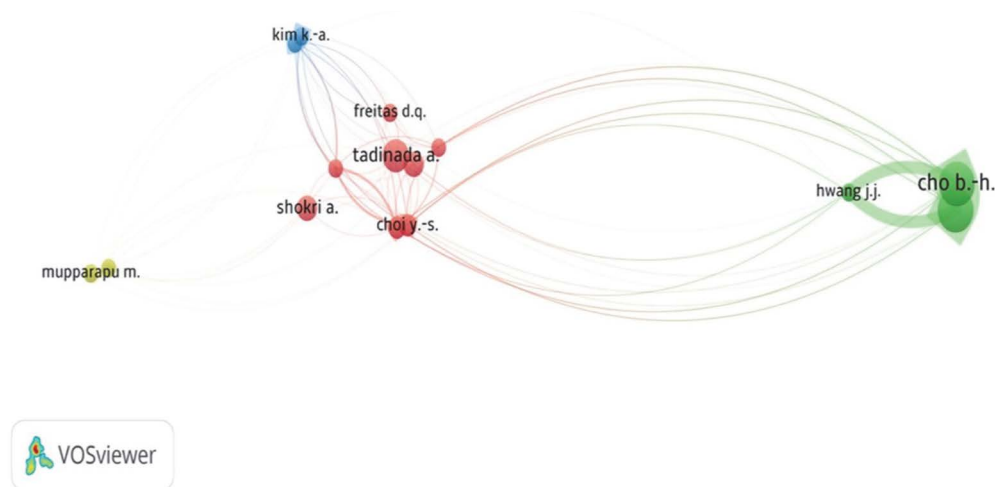 kim k.-a.
freitas d.q.
tadinada a.
cho b.-h.
hwang j.j.
shokri a.
choi y.-s.
mupparapu m.
VOSviewer